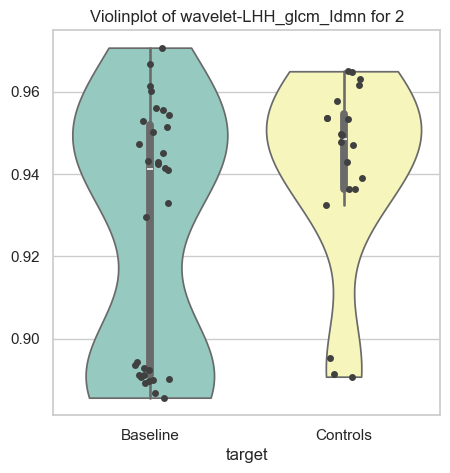 Violinplot of wavelet-LHH_glcm_Idmn for 2
0.96
0.94
0.92
0.90
Baseline
Controls
target